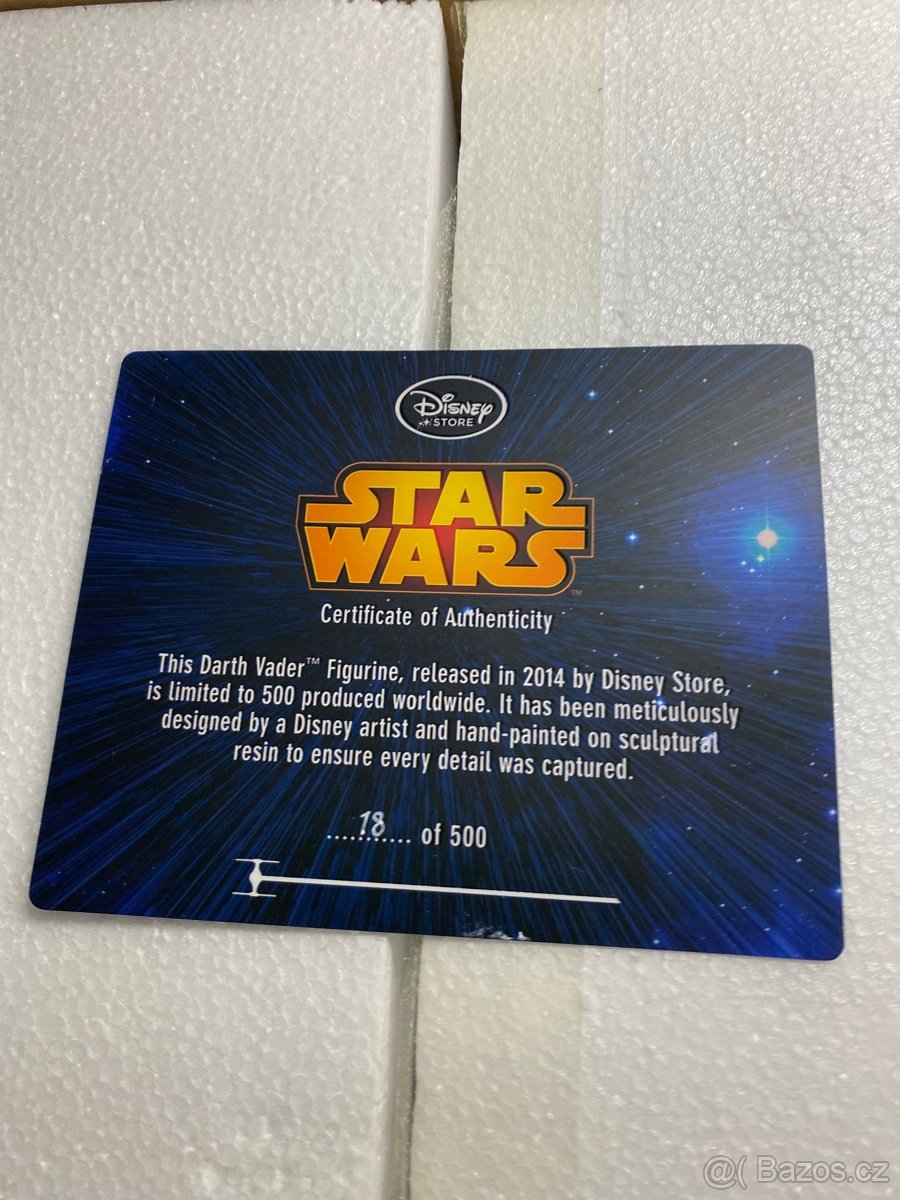 Disney
STORE
STAR
WARS
TM
Certificate of Authenticity
This Darth Vader™ Figurine, released in 2014 by Disney Store,
is limited to 500 produced worldwide. It has been meticulously
designed by a Disney artist and hand-painted on sculptural
resin to ensure every detail was captured.
....18.... of 500
@( Bazos.cz